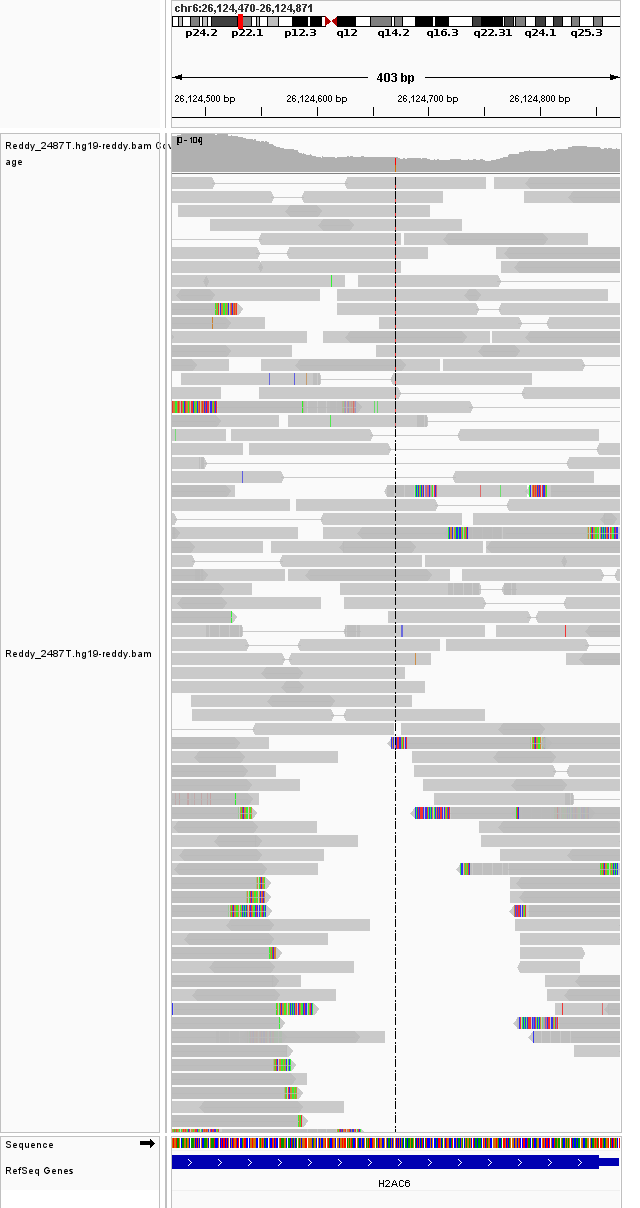 chr6:26,124,470-26,124,871
p24.2 p22.1 p12.3 q12 q14.2 q16.3 q22.31 q24.1 q25.3
403 bp
26,124,500 bp 26,124,600 bp 26,124,700 bp 26,124,800 bp
Reddy_2487T.hg19-reddy.bam Cov
age
[0 - 104]
Reddy_2487T.hg19-reddy.bam
Sequence
RefSeq Genes
H2AC6